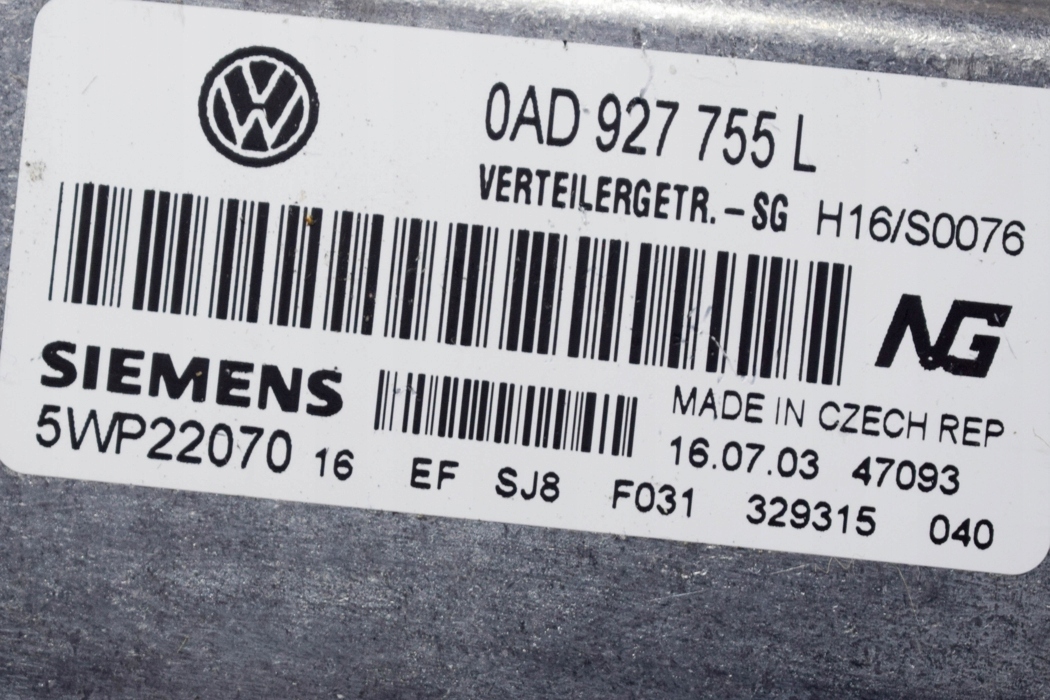 0AD 927 755 L
VERTEILERGETR.-SG H16/S0076
NG
SIEMENS
MADE IN CZECH REP
5WP22070 16
16.07.03 47093
EF SJ8 F031 329315 040